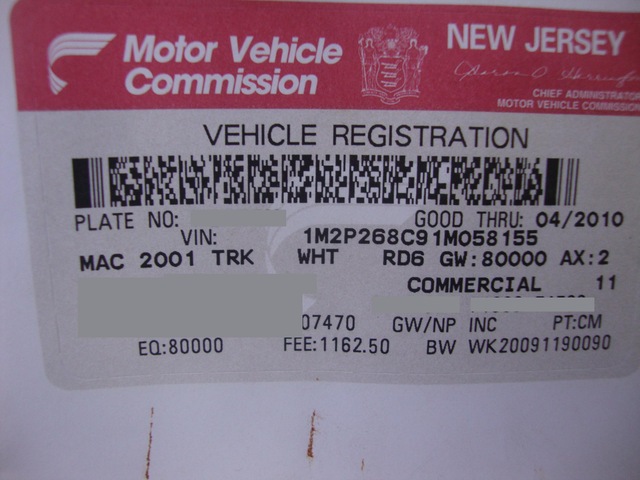 Motor Vehicle
Commission
NEW JERSEY
CHIEF ADMINISTRATOR
MOTOR VEHICLE COMMISSION
VEHICLE REGISTRATION
PLATE NO: GOOD THRU: 04/2010
VIN: 1M2P268C91M058155
MAC 2001 TRK WHT RD6 GW:80000 AX:2
COMMERCIAL 11
07470 GW/NP INC PT:CM
EQ:80000 FEE:1162.50 BW WK20091190090